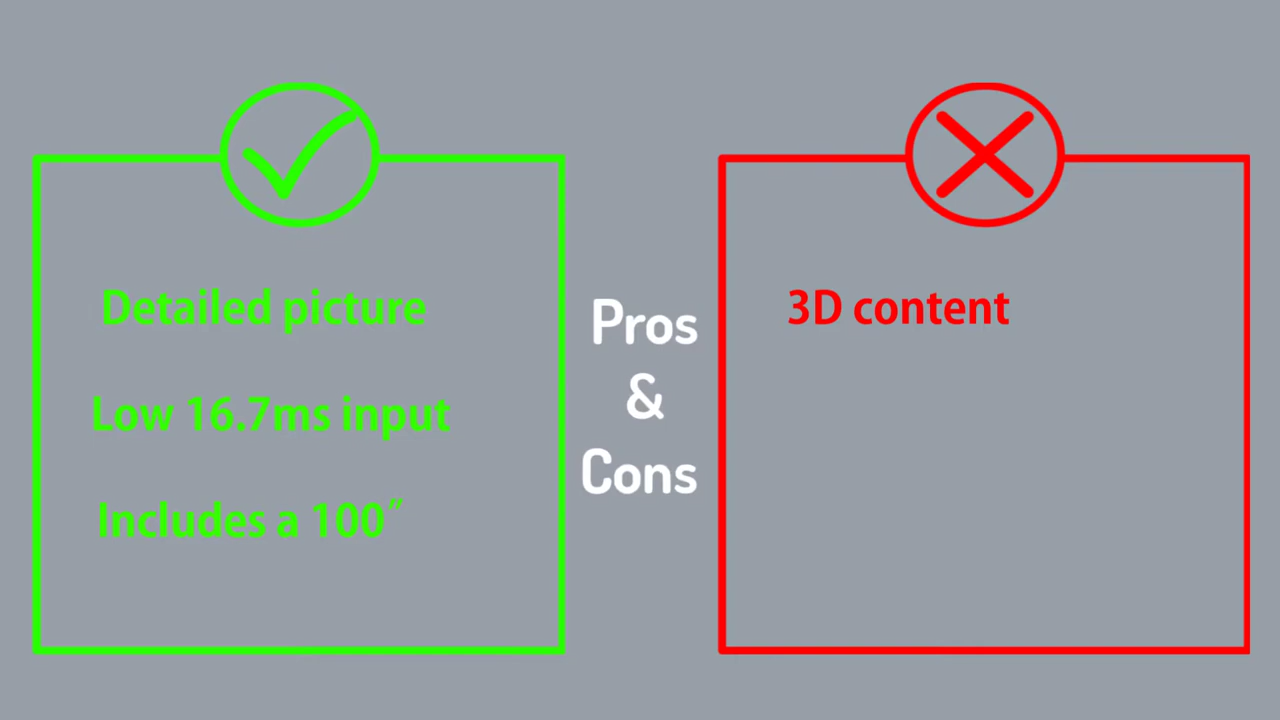 Detailed picture
Low 16.7ms input
Includes a 100″
Pros
&
Cons
3D content